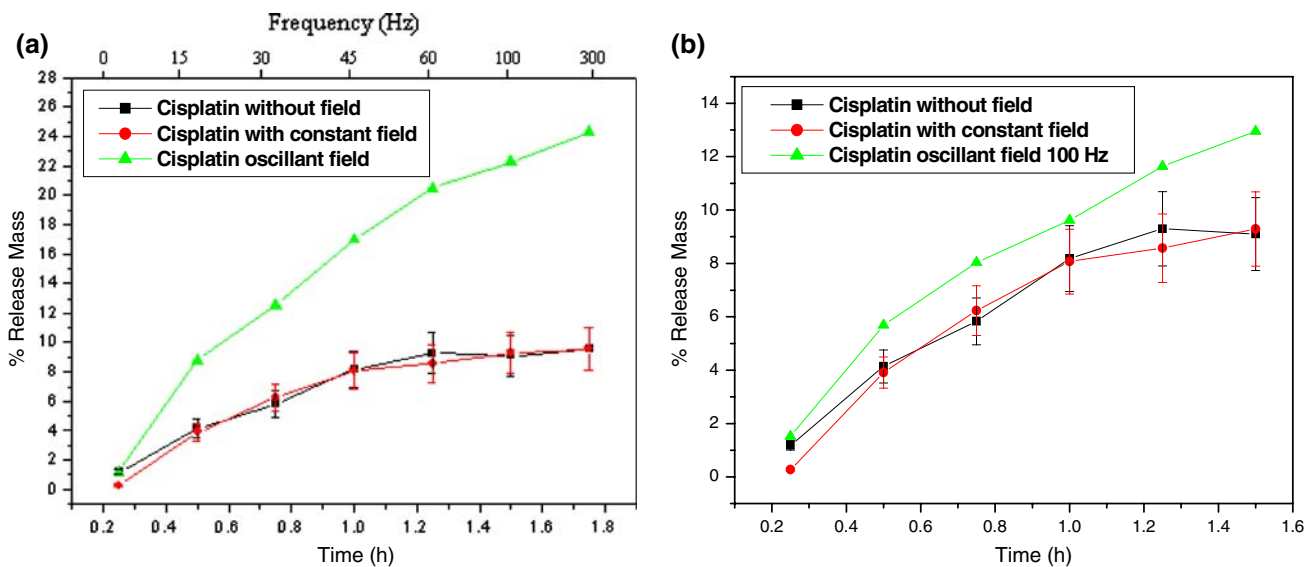 (a)
Frequency (Hz)
0 15 30 45 60 100 300
28
26
24
22
20
18
16
14
12
10
8
6
4
2
0
% Release Mass
Cisplatin without field
Cisplatin with constant field
Cisplatin oscillant field
0.2 0.4 0.6 0.8 1.0 1.2 1.4 1.6 1.8
Time (h)
(b)
14
12
10
8
6
4
2
0
% Release Mass
Cisplatin without field
Cisplatin with constant field
Cisplatin oscillant field 100 Hz
0.2 0.4 0.6 0.8 1.0 1.2 1.4 1.6
Time (h)